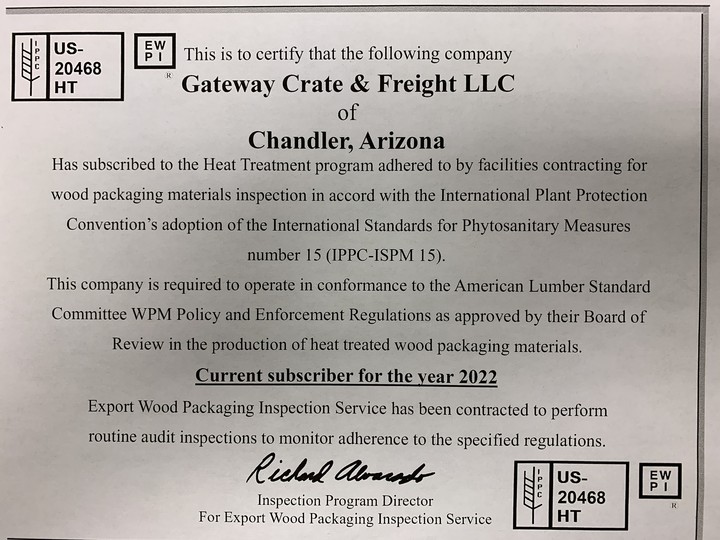 IPPC
US-
20468
HT
EW
PI
®
This is to certify that the following company
Gateway Crate & Freight LLC
of
Chandler, Arizona
Has subscribed to the Heat Treatment program adhered to by facilities contracting for
wood packaging materials inspection in accord with the International Plant Protection
Convention's adoption of the International Standards for Phytosanitary Measures
number 15 (IPPC-ISPM 15).
This company is required to operate in conformance to the American Lumber Standard
Committee WPM Policy and Enforcement Regulations as approved by their Board of
Review in the production of heat treated wood packaging materials.
Current subscriber for the year 2022
Export Wood Packaging Inspection Service has been contracted to perform
routine audit inspections to monitor adherence to the specified regulations.
Richard Alvarado
Inspection Program Director
For Export Wood Packaging Inspection Service
IPPC
US-
20468
HT
EW
PI
®